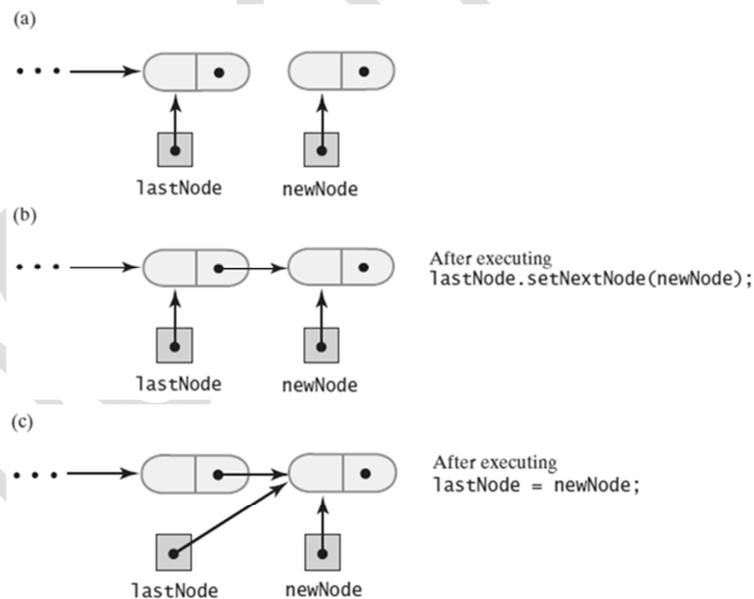 (a)
lastNode newNode
(b)
After executing
lastNode.setNextNode(newNode);
lastNode newNode
(c)
After executing
lastNode = newNode;
lastNode newNode